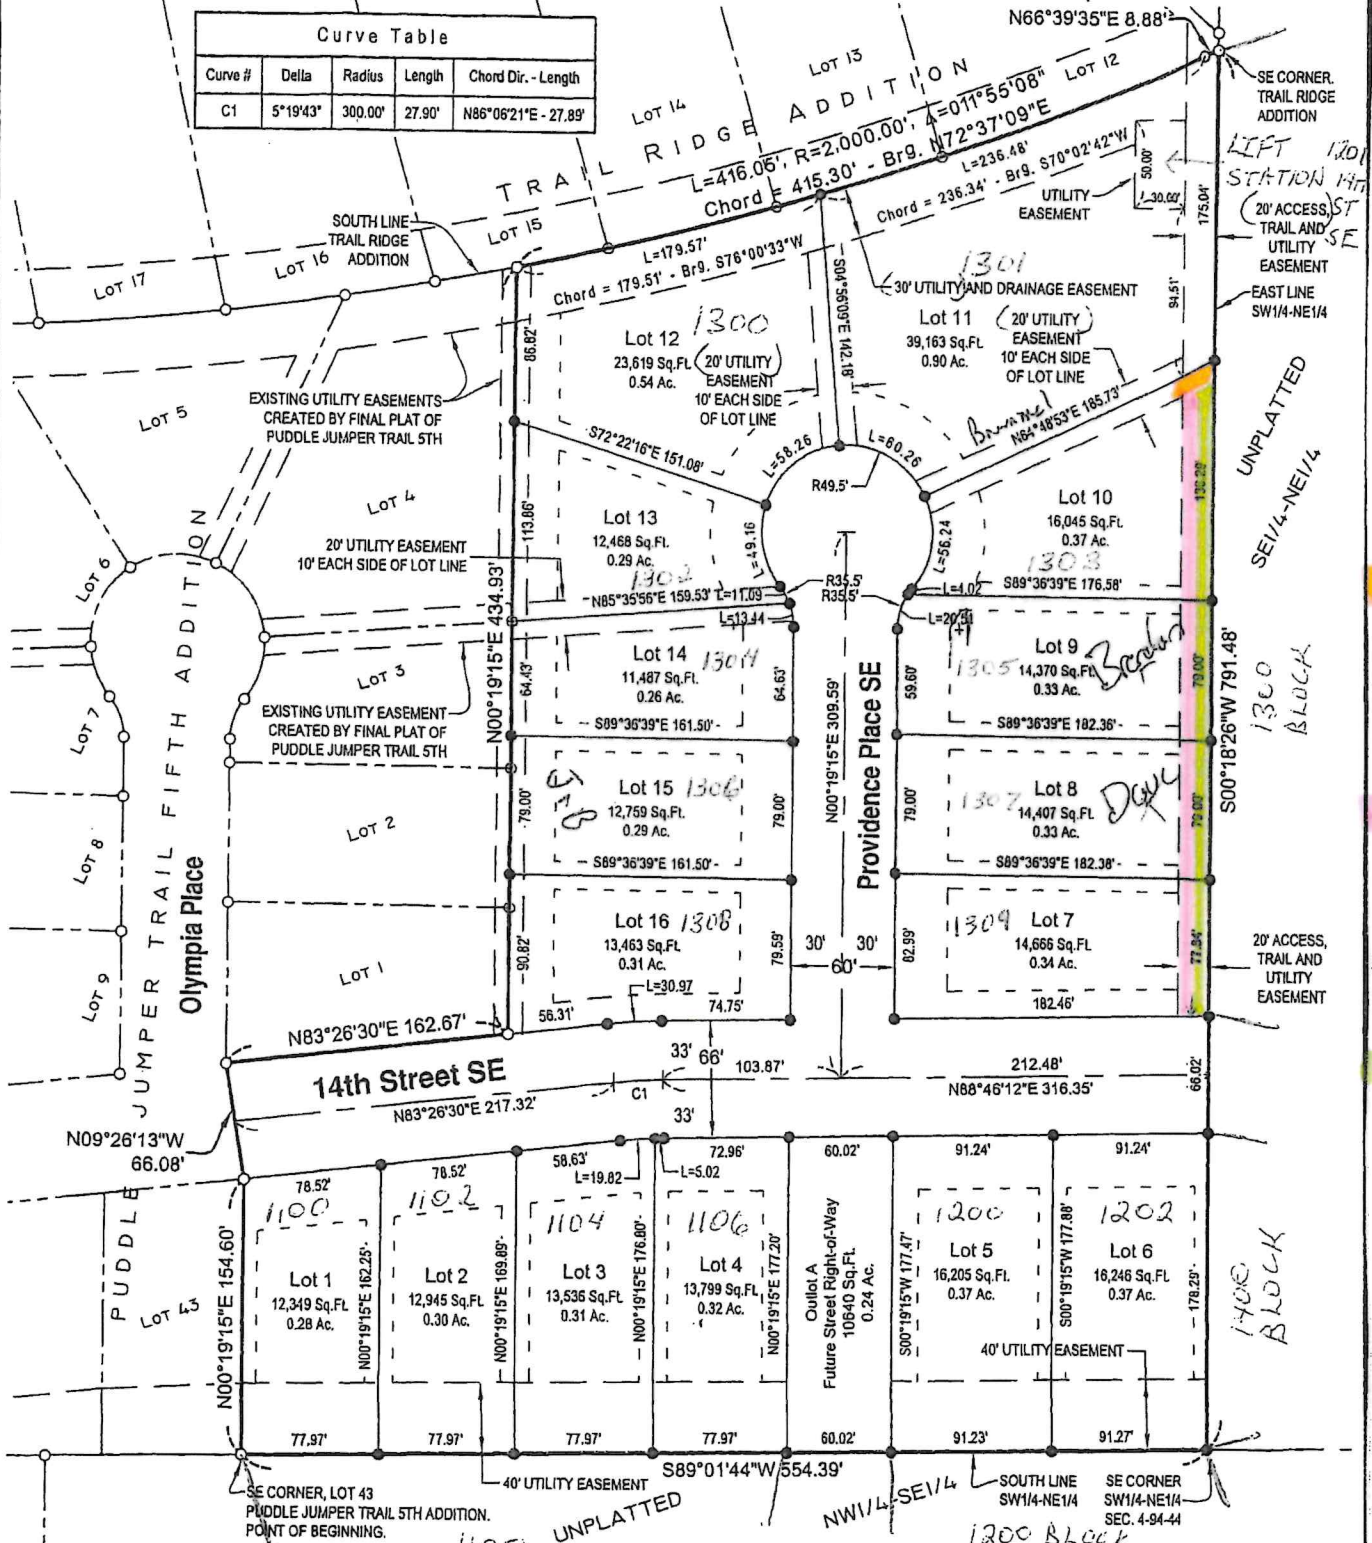 Curve Table
Curve # Delta Radius Length Chord Dir. - Length
C1 5°19'43" 300.00' 27.90' N86°06'21"E - 27.89'
N66°39'35"E 8.88'
SE CORNER.
TRAIL RIDGE
ADDITION
LIFT 1201
STATION 14th
ST
SE
(20' ACCESS,
TRAIL AND
UTILITY
EASEMENT
EAST LINE
SW1/4-NE1/4
LOT 12
LOT 13
LOT 14
LOT 15
LOT 16
LOT 17
TRAIL RIDGE ADDITION
L=416.05', R=2,000.00', Δ=011°55'08"
Chord = 415.30' - Brg. N72°37'09"E
L=236.48'
Chord = 236.34' - Brg. S70°02'42"W
UTILITY
EASEMENT
50.00'
30.00'
175.04'
94.51'
SOUTH LINE
TRAIL RIDGE
ADDITION
L=179.57'
Chord = 179.51' - Brg. S76°00'33"W
S04°56'09"E 142.18'
1301
30' UTILITY AND DRAINAGE EASEMENT
Lot 11
39,163 Sq.Ft.
0.90 Ac.
(20' UTILITY)
EASEMENT
10' EACH SIDE
OF LOT LINE
Lot 12 1300
23,619 Sq.Ft.
0.54 Ac.
(20' UTILITY)
EASEMENT
10' EACH SIDE
OF LOT LINE
86.82'
EXISTING UTILITY EASEMENTS
CREATED BY FINAL PLAT OF
PUDDLE JUMPER TRAIL 5TH
LOT 5
LOT 4
LOT 6
S72°22'16"E 151.08'
L=58.26
L=60.26
R49.5'
N64°48'53"E 185.73'
UNPLATTED
SE1/4-NE1/4
Lot 13
12,468 Sq.Ft.
0.29 Ac.
1302
113.86'
L=49.16
L=56.24
Lot 10
16,045 Sq.Ft.
0.37 Ac.
1303
136.29'
20' UTILITY EASEMENT
10' EACH SIDE OF LOT LINE
N85°35'56"E 159.53'
L=11.09
R35.5'
R35.5'
L=4.02
S89°36'39"E 176.58'
L=13.44
L=20.51
N00°19'15"E 434.93'
Lot 14 1304
11,487 Sq.Ft.
0.26 Ac.
64.43'
64.63'
S89°36'39"E 161.50'
LOT 3
EXISTING UTILITY EASEMENT
CREATED BY FINAL PLAT OF
PUDDLE JUMPER TRAIL 5TH
Lot 9
1305 14,370 Sq.Ft.
0.33 Ac.
59.60'
79.00'
S89°36'39"E 182.36'
S00°18'26"W 791.48'
1300
BLOCK
LOT 7
LOT 8
LOT 9
LOT 2
LOT 1
Lot 15 1306
12,759 Sq.Ft.
0.29 Ac.
79.00'
79.00'
S89°36'39"E 161.50'
N00°19'15"E 309.59'
Providence Place SE
79.00'
Lot 8
1307 14,407 Sq.Ft.
0.33 Ac.
79.00'
S89°36'39"E 182.38'
Olympia Place
PUDDLE JUMPER TRAIL FIFTH ADDITION
Lot 16 1308
13,463 Sq.Ft.
0.31 Ac.
90.82'
79.59'
L=30.97
56.31'
74.75'
30' 30'
60'
82.99'
1309 Lot 7
14,666 Sq.Ft.
0.34 Ac.
77.84'
182.46'
20' ACCESS,
TRAIL AND
UTILITY
EASEMENT
N83°26'30"E 162.67'
14th Street SE
N83°26'30"E 217.32'
C1
33' 66'
33'
103.87'
212.48'
N88°46'12"E 316.35'
66.02'
N09°26'13"W
66.08'
78.52'
78.52'
58.63'
L=19.82
L=5.02
72.96'
60.02'
91.24'
91.24'
N00°19'15"E 154.60'
LOT 43
1100
Lot 1
12,349 Sq.Ft.
0.28 Ac.
N00°19'15"E 162.25'
1102
Lot 2
12,945 Sq.Ft.
0.30 Ac.
N00°19'15"E 169.89'
1104
Lot 3
13,536 Sq.Ft.
0.31 Ac.
N00°19'15"E 176.80'
1106
Lot 4
13,799 Sq.Ft.
0.32 Ac.
N00°19'15"E 177.20'
Outlot A
Future Street Right-of-Way
10640 Sq.Ft.
0.24 Ac.
S00°19'15"W 177.47'
1200
Lot 5
16,205 Sq.Ft.
0.37 Ac.
S00°19'15"W 177.88'
1202
Lot 6
16,246 Sq.Ft.
0.37 Ac.
178.29'
1400
BLOCK
40' UTILITY EASEMENT
77.97'
77.97'
77.97'
77.97'
60.02'
91.23'
91.27'
S89°01'44"W 554.39'
40' UTILITY EASEMENT
SE CORNER, LOT 43
PUDDLE JUMPER TRAIL 5TH ADDITION.
POINT OF BEGINNING.
UNPLATTED
NW1/4-SE1/4
SOUTH LINE
SW1/4-NE1/4
SE CORNER
SW1/4-NE1/4
SEC. 4-94-44
1200 BLOCK